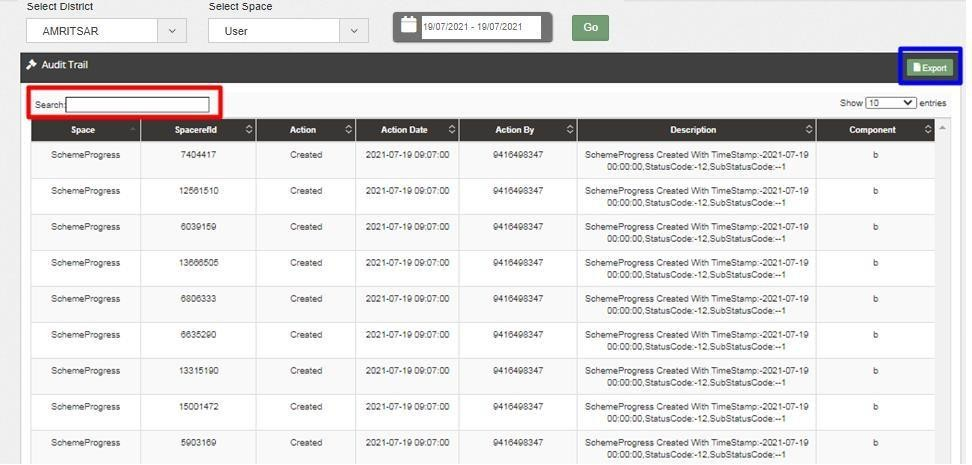 Select District
Select Space
AMRITSAR
User
19/07/2021 - 19/07/2021
Go
Audit Trail
Export
Search:
Show 10 entries
Space SpacerefId Action Action Date Action By Description Component
SchemeProgress 7404417 Created 2021-07-19 09:07:00 9416498347 SchemeProgress Created With TimeStamp:-2021-07-19 b
00:00:00,StatusCode:-12,SubStatusCode:--1
SchemeProgress 12561510 Created 2021-07-19 09:07:00 9416498347 SchemeProgress Created With TimeStamp:-2021-07-19 b
00:00:00,StatusCode:-12,SubStatusCode:--1
SchemeProgress 6039159 Created 2021-07-19 09:07:00 9416498347 SchemeProgress Created With TimeStamp:-2021-07-19 b
00:00:00,StatusCode:-12,SubStatusCode:--1
SchemeProgress 13666505 Created 2021-07-19 09:07:00 9416498347 SchemeProgress Created With TimeStamp:-2021-07-19 b
00:00:00,StatusCode:-12,SubStatusCode:--1
SchemeProgress 6806333 Created 2021-07-19 09:07:00 9416498347 SchemeProgress Created With TimeStamp:-2021-07-19 b
00:00:00,StatusCode:-12,SubStatusCode:--1
SchemeProgress 6635290 Created 2021-07-19 09:07:00 9416498347 SchemeProgress Created With TimeStamp:-2021-07-19 b
00:00:00,StatusCode:-12,SubStatusCode:--1
SchemeProgress 13315190 Created 2021-07-19 09:07:00 9416498347 SchemeProgress Created With TimeStamp:-2021-07-19 b
00:00:00,StatusCode:-12,SubStatusCode:--1
SchemeProgress 15001472 Created 2021-07-19 09:07:00 9416498347 SchemeProgress Created With TimeStamp:-2021-07-19 b
00:00:00,StatusCode:-12,SubStatusCode:--1
SchemeProgress 5903169 Created 2021-07-19 09:07:00 9416498347 SchemeProgress Created With TimeStamp:-2021-07-19 b
00:00:00,StatusCode:-12,SubStatusCode:--1